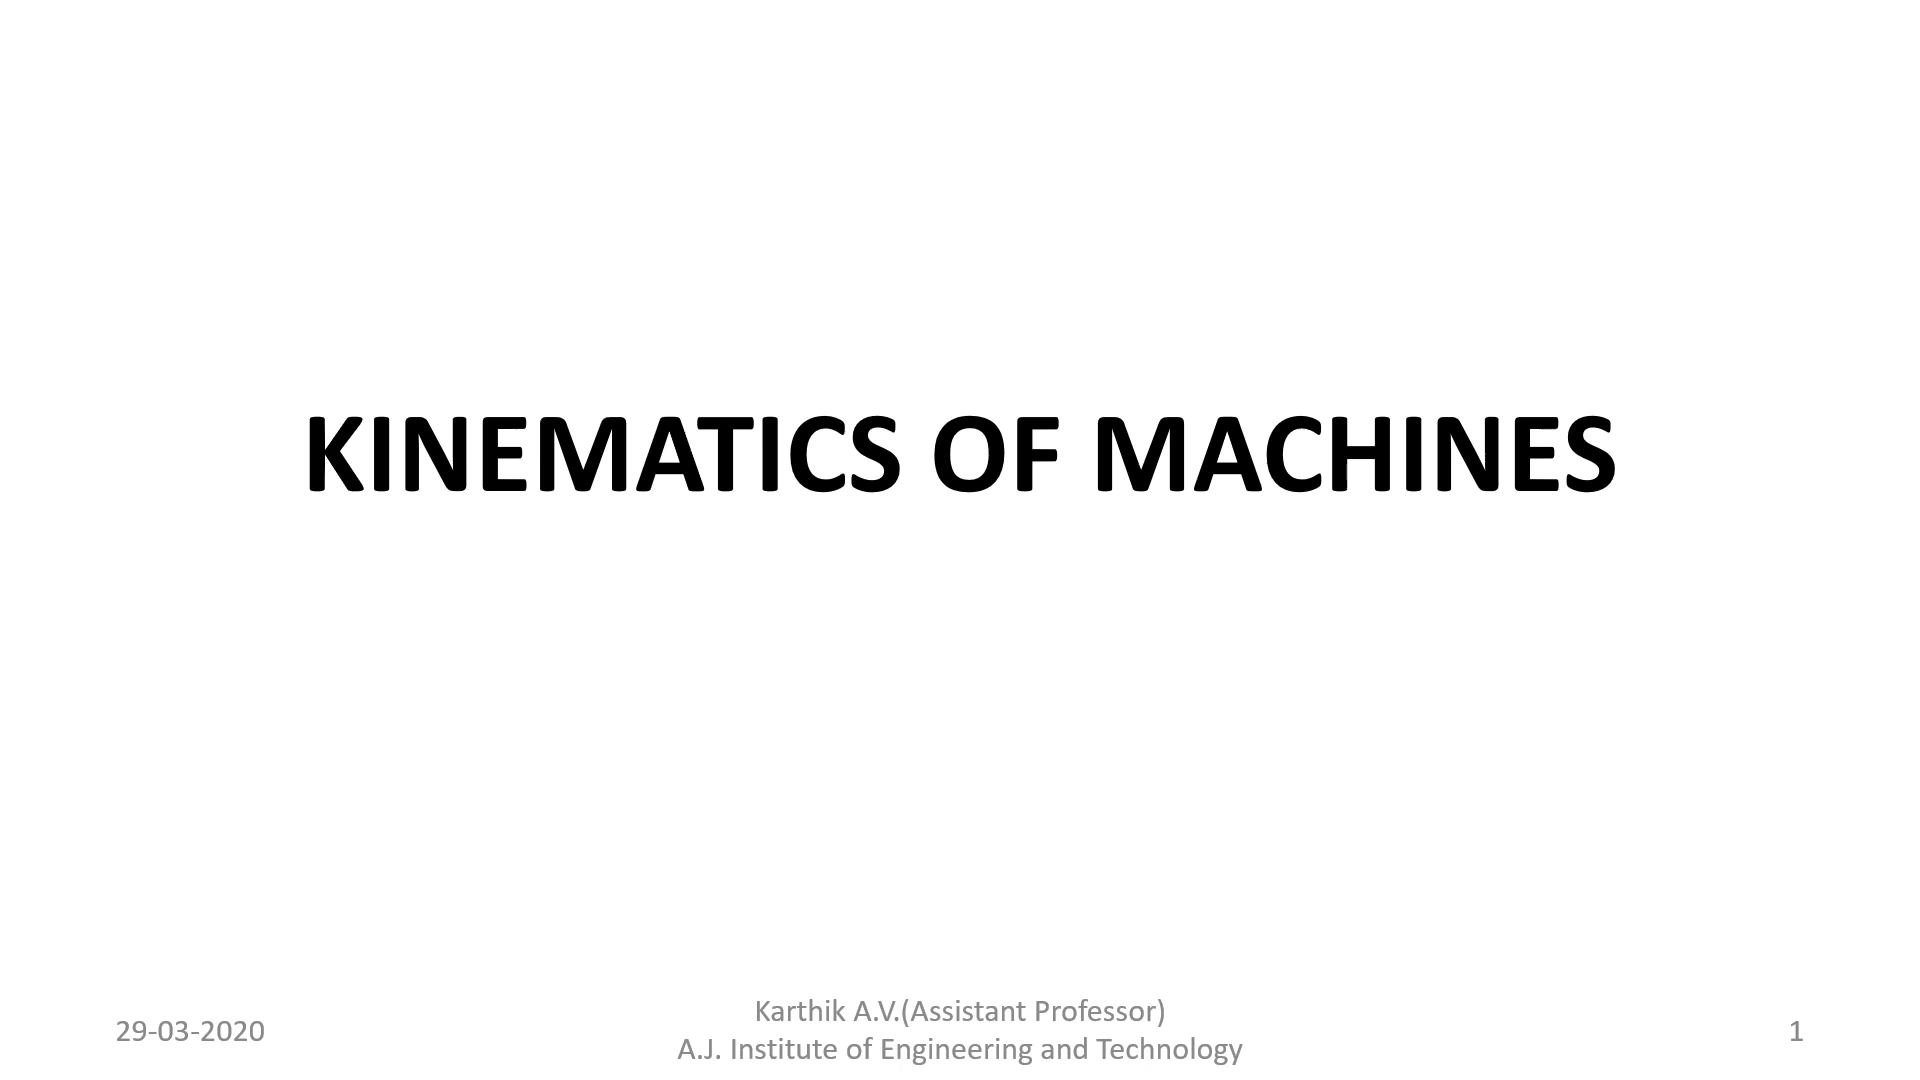 KINEMATICS OF MACHINES
29-03-2020
Karthik A.V.(Assistant Professor)
A.J. Institute of Engineering and Technology
1